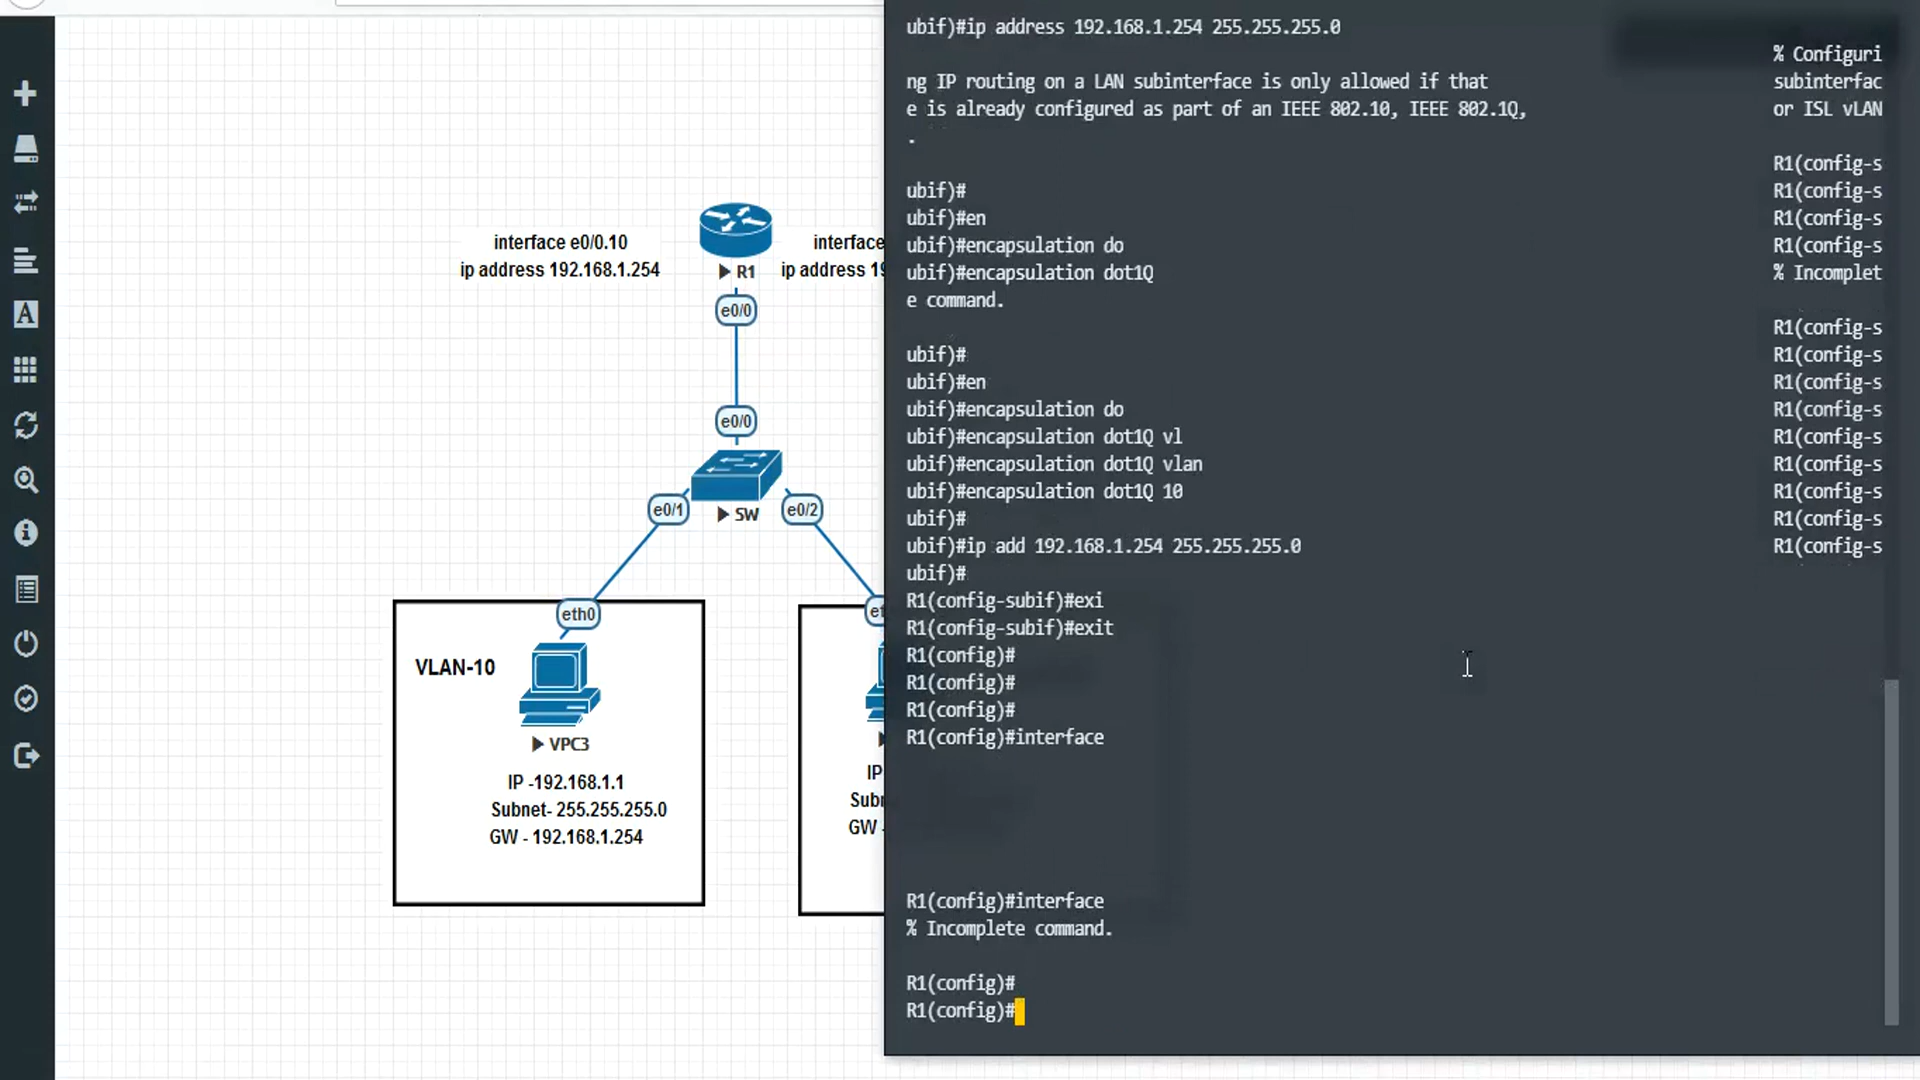 interface e0/0.10
ip address 192.168.1.254
R1
interface
ip address 19
e0/0
e0/0
e0/1
SW
e0/2
eth0
et
VLAN-10
VPC3
IP -192.168.1.1
Subnet- 255.255.255.0
GW - 192.168.1.254
IP
Subn
GW -
ubif)#ip address 192.168.1.254 255.255.255.0
% Configuri
ng IP routing on a LAN subinterface is only allowed if that
subinterfac
e is already configured as part of an IEEE 802.10, IEEE 802.1Q,
or ISL vLAN
.
R1(config-s
ubif)#
R1(config-s
ubif)#en
R1(config-s
ubif)#encapsulation do
R1(config-s
ubif)#encapsulation dot1Q
% Incomplet
e command.
R1(config-s
ubif)#
R1(config-s
ubif)#en
R1(config-s
ubif)#encapsulation do
R1(config-s
ubif)#encapsulation dot1Q vl
R1(config-s
ubif)#encapsulation dot1Q vlan
R1(config-s
ubif)#encapsulation dot1Q 10
R1(config-s
ubif)#
R1(config-s
ubif)#ip add 192.168.1.254 255.255.255.0
R1(config-s
ubif)#
R1(config-subif)#exi
R1(config-subif)#exit
R1(config)#
R1(config)#
R1(config)#
R1(config)#interface
R1(config)#interface
% Incomplete command.
R1(config)#
R1(config)#